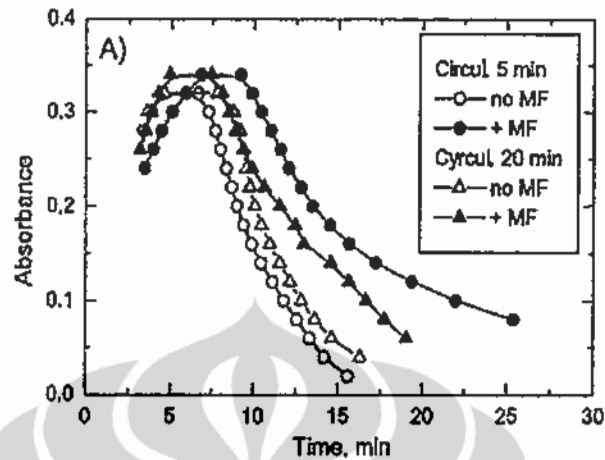 A)
Absorbance
0,4
0.3
0,2
0.1
0,0
0
5
10
15
20
25
30
Time, min
Circul. 5 min
no MF
+ MF
Cyrcul, 20 min
no MF
+ MF